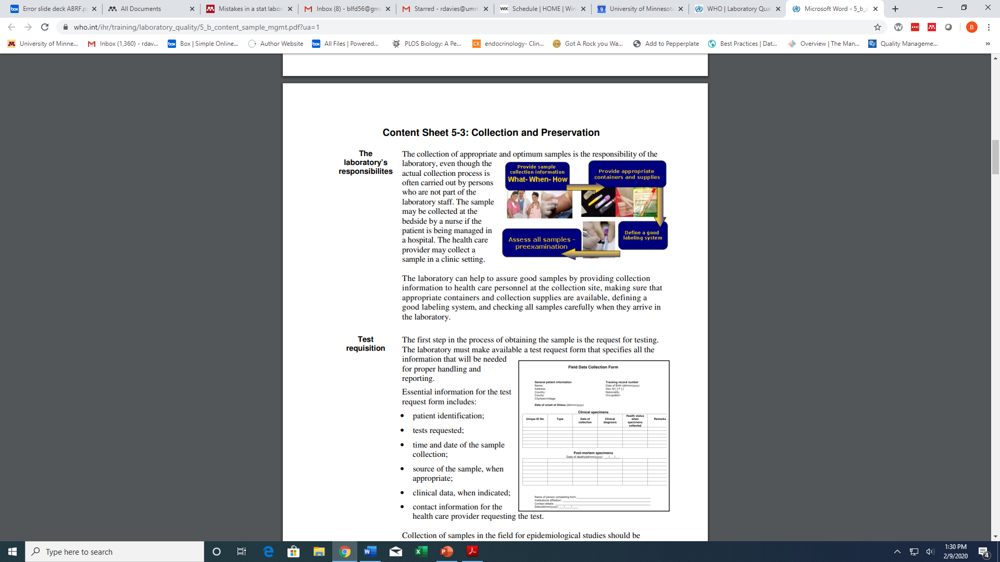 Error slide deck ABRF.p
All Documents
Mistakes in a stat labor
Inbox (8) - blfd56@gma
Starred - rdavies@umn.
Schedule | HOME | Win
University of Minnesota
WHO | Laboratory Qual
Microsoft Word - 5_b_c
who.int/ihr/training/laboratory_quality/5_b_content_sample_mgmt.pdf?ua=1
B
University of Minne...
Inbox (1,360) - rdav...
Box | Simple Online...
Author Website
All Files | Powered...
PLOS Biology: A Pe...
endocrinology- Clin...
Got A Rock you Wa...
Add to Pepperplate
Best Practices | Dat...
Overview | The Man...
Quality Manageme...
Content Sheet 5-3: Collection and Preservation
The
laboratory's
responsibilites
The collection of appropriate and optimum samples is the responsibility of the
laboratory, even though the
actual collection process is
often carried out by persons
who are not part of the
laboratory staff. The sample
may be collected at the
bedside by a nurse if the
patient is being managed in
a hospital. The health care
provider may collect a
sample in a clinic setting.
Provide sample
collection information
What- When- How
Provide appropriate
containers and supplies
Define a good
labeling system
Assess all samples -
preexamination
The laboratory can help to assure good samples by providing collection
information to health care personnel at the collection site, making sure that
appropriate containers and collection supplies are available, defining a
good labeling system, and checking all samples carefully when they arrive in
the laboratory.
Test
requisition
The first step in the process of obtaining the sample is the request for testing.
The laboratory must make available a test request form that specifies all the
information that will be needed
for proper handling and
reporting.
Essential information for the test
request form includes:
• patient identification;
• tests requested;
• time and date of the sample
collection;
• source of the sample, when
appropriate;
• clinical data, when indicated;
• contact information for the
health care provider requesting the test.
Field Data Collection Form
General patient information
Name:
Address:
Country:
County:
City/town/village:
Tracking record number
Date of Birth (dd/mm/yyyy):
Sex: M [ ] F [ ]
Nationality:
Occupation:
Date of onset of illness (dd/mm/yyyy):
Clinical specimens
Unique ID No.
Type
Date of
collection
Clinical
diagnosis
Health status
when
specimens
collected
Remarks
Post-mortem specimens
Date of death(dd/mm/yyyy): ___/___/___
Name of person completing form:
Institutional affiliation:
Contact details:
Date(dd/mm/yyyy): ___/___/____
Collection of samples in the field for epidemiological studies should be
Type here to search
1:30 PM
2/9/2020
4